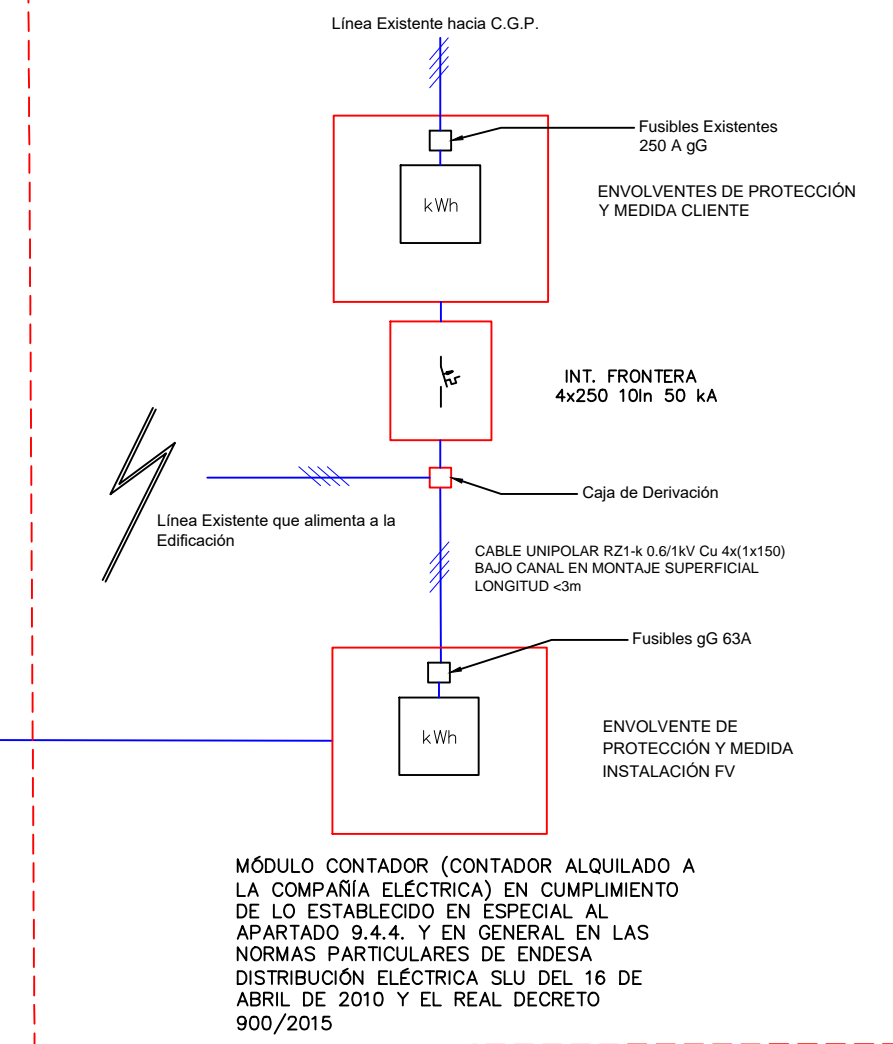 Línea Existente hacia C.G.P.
Fusibles Existentes
250 A gG
kWh
ENVOLVENTES DE PROTECCIÓN
Y MEDIDA CLIENTE
INT. FRONTERA
4x250 10In 50 kA
Caja de Derivación
Línea Existente que alimenta a la
Edificación
CABLE UNIPOLAR RZ1-k 0.6/1kV Cu 4x(1x150)
BAJO CANAL EN MONTAJE SUPERFICIAL
LONGITUD <3m
Fusibles gG 63A
kWh
ENVOLVENTE DE
PROTECCIÓN Y MEDIDA
INSTALACIÓN FV
MÓDULO CONTADOR (CONTADOR ALQUILADO A
LA COMPAÑÍA ELÉCTRICA) EN CUMPLIMIENTO
DE LO ESTABLECIDO EN ESPECIAL AL
APARTADO 9.4.4. Y EN GENERAL EN LAS
NORMAS PARTICULARES DE ENDESA
DISTRIBUCIÓN ELÉCTRICA SLU DEL 16 DE
ABRIL DE 2010 Y EL REAL DECRETO
900/2015